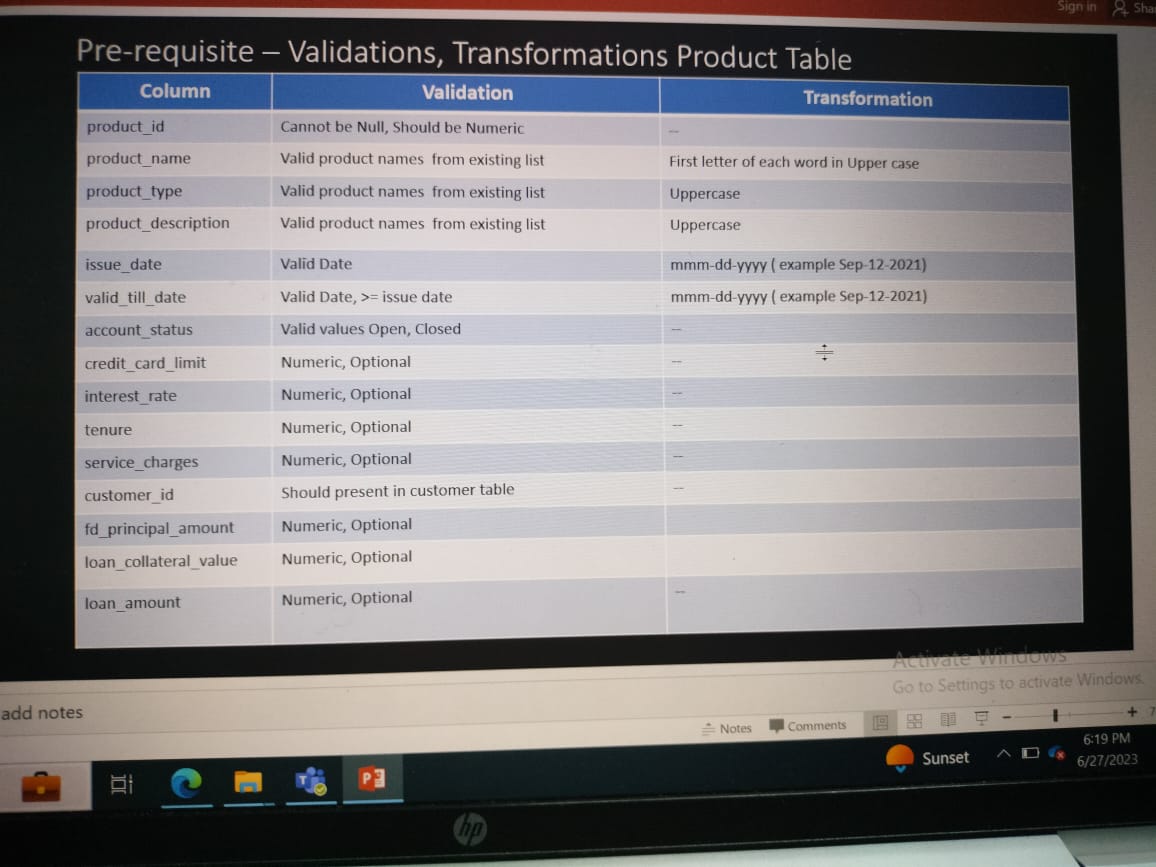 Sign in Sha
Pre-requisite – Validations, Transformations Product Table
Column Validation Transformation
product_id Cannot be Null, Should be Numeric --
product_name Valid product names from existing list First letter of each word in Upper case
product_type Valid product names from existing list Uppercase
product_description Valid product names from existing list Uppercase
issue_date Valid Date mmm-dd-yyyy ( example Sep-12-2021)
valid_till_date Valid Date, >= issue date mmm-dd-yyyy ( example Sep-12-2021)
account_status Valid values Open, Closed --
credit_card_limit Numeric, Optional --
interest_rate Numeric, Optional --
tenure Numeric, Optional --
service_charges Numeric, Optional --
customer_id Should present in customer table --
fd_principal_amount Numeric, Optional
loan_collateral_value Numeric, Optional
loan_amount Numeric, Optional --
Activate Windows
Go to Settings to activate Windows.
add notes
Notes Comments
Sunset 6:19 PM
6/27/2023
hp